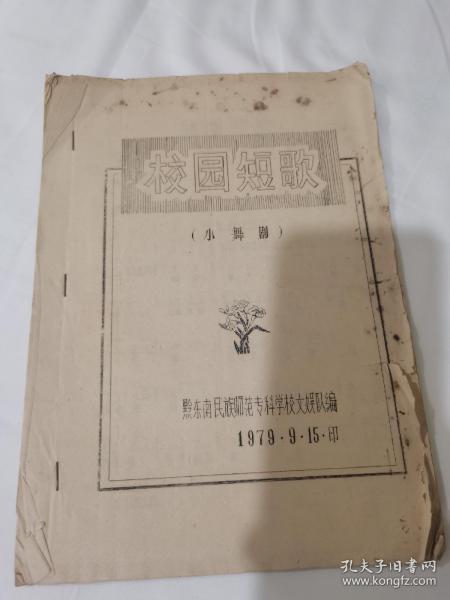 校园短歌
（小舞剧）
黔东南民族师范专科学校文娱队编
1979·9·15·印
孔夫子旧书网
www.kongfz.com